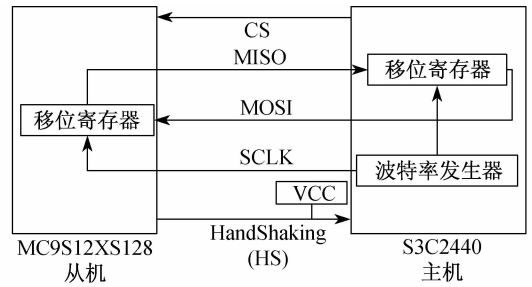 CS
MISO
移位寄存器
MOSI
移位寄存器
SCLK
波特率发生器
VCC
HandShaking
(HS)
MC9S12XS128
从机
S3C2440
主机